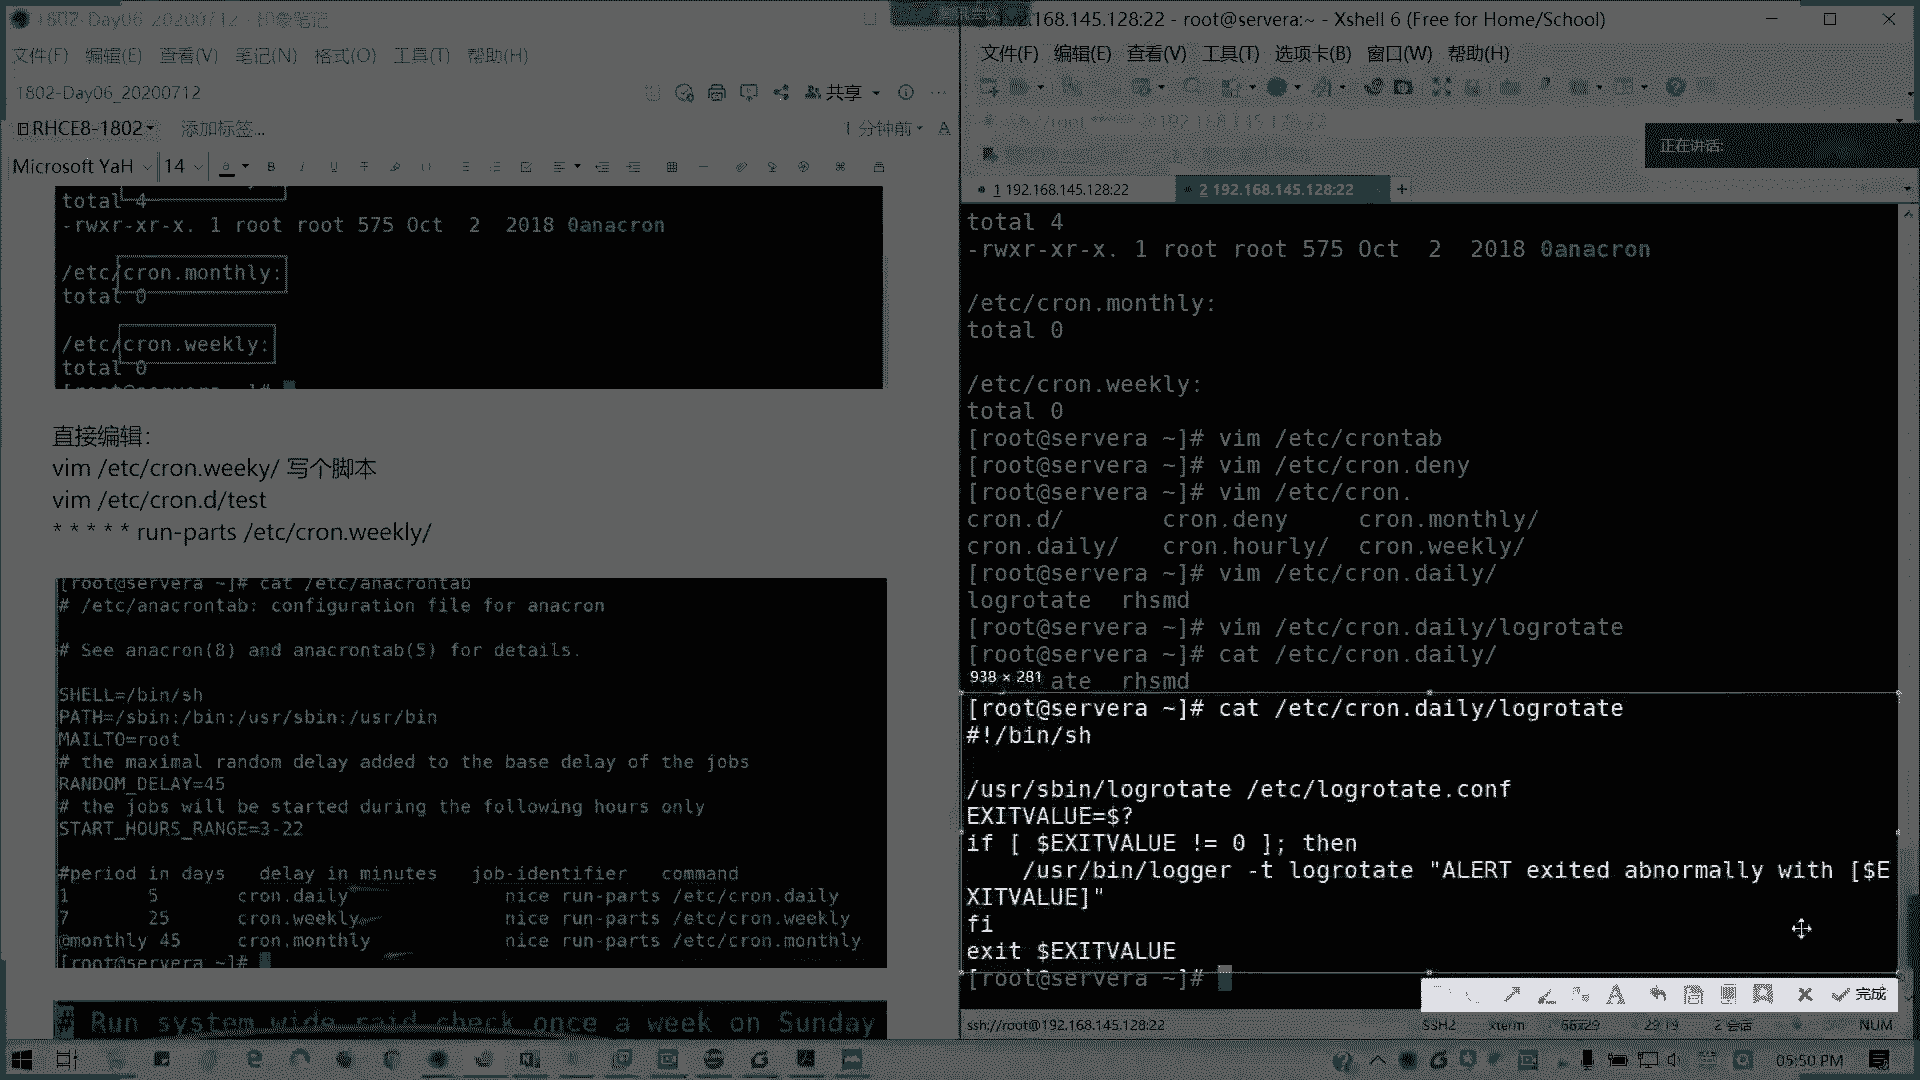 1802-Day06_20200712 - 印象笔记
文件(F) 编辑(E) 查看(V) 笔记(N) 格式(O) 工具(T) 帮助(H)
1802-Day06_20200712
共享
RHCE8-1802
添加标签...
1 分钟前
Microsoft YaH 14
total 4
-rwxr-xr-x. 1 root root 575 Oct 2 2018 0anacron
/etc/cron.monthly:
total 0
/etc/cron.weekly:
total 0
[root@servera ~]#
直接编辑：
vim /etc/cron.weeky/ 写个脚本
vim /etc/cron.d/test
* * * * * run-parts /etc/cron.weekly/
[root@servera ~]# cat /etc/anacrontab
# /etc/anacrontab: configuration file for anacron
# See anacron(8) and anacrontab(5) for details.
SHELL=/bin/sh
PATH=/sbin:/bin:/usr/sbin:/usr/bin
MAILTO=root
# the maximal random delay added to the base delay of the jobs
RANDOM_DELAY=45
# the jobs will be started during the following hours only
START_HOURS_RANGE=3-22
#period in days delay in minutes job-identifier command
1 5 cron.daily nice run-parts /etc/cron.daily
7 25 cron.weekly nice run-parts /etc/cron.weekly
@monthly 45 cron.monthly nice run-parts /etc/cron.monthly
[root@servera ~]#
# Run system wide raid check once a week on Sunday
.168.145.128:22 - root@servera:~ - Xshell 6 (Free for Home/School)
文件(F) 编辑(E) 查看(V) 工具(T) 选项卡(B) 窗口(W) 帮助(H)
正在讲话:
1 192.168.145.128:22
2 192.168.145.128:22
total 4
-rwxr-xr-x. 1 root root 575 Oct 2 2018 0anacron
/etc/cron.monthly:
total 0
/etc/cron.weekly:
total 0
[root@servera ~]# vim /etc/crontab
[root@servera ~]# vim /etc/cron.deny
[root@servera ~]# vim /etc/cron.
cron.d/ cron.deny cron.monthly/
cron.daily/ cron.hourly/ cron.weekly/
[root@servera ~]# vim /etc/cron.daily/
logrotate rhsmd
[root@servera ~]# vim /etc/cron.daily/logrotate
[root@servera ~]# cat /etc/cron.daily/
938 × 281
ate rhsmd
[root@servera ~]# cat /etc/cron.daily/logrotate
#!/bin/sh
/usr/sbin/logrotate /etc/logrotate.conf
EXITVALUE=$?
if [ $EXITVALUE != 0 ]; then
/usr/bin/logger -t logrotate "ALERT exited abnormally with [$E
XITVALUE]"
fi
exit $EXITVALUE
[root@servera ~]#
完成
ssh://root@192.168.145.128:22 SSH2 xterm 66x29 29,19 2 会话 NUM
05:50 PM